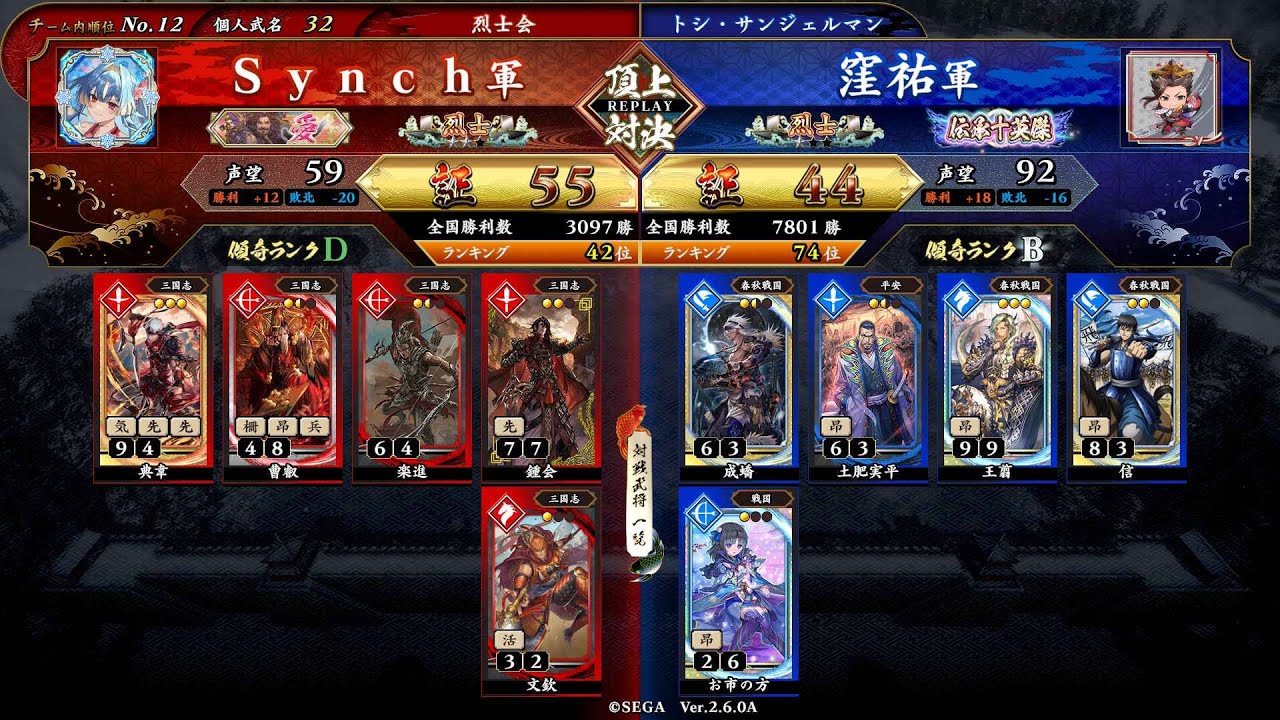 チーム内順位 No.12 個人武名 32
烈士会
トシ・サンジェルマン
Synch軍
頂上
REPLAY
対決
窪祐軍
愛
烈士
烈士
伝承十英傑
声望 59
勝利 +12 敗北 -20
証 55
証 44
声望 92
勝利 +18 敗北 -16
全国勝利数 3097勝
全国勝利数 7801勝
傾奇ランク D
ランキング 42位
ランキング 74位
傾奇ランク B
三国志
気 先 先
9 4
典韋
三国志
柵 昂 兵
4 8
曹叡
三国志
6 4
楽進
三国志
先
7 7
鍾会
春秋戦国
6 3
成蟜
平安
昂
6 3
土肥実平
春秋戦国
昂
9 9
王翦
春秋戦国
飛
昂
8 3
信
対戦武将一覧
三国志
活
3 2
文欽
戦国
昂
2 6
お市の方
©SEGA Ver.2.6.0A